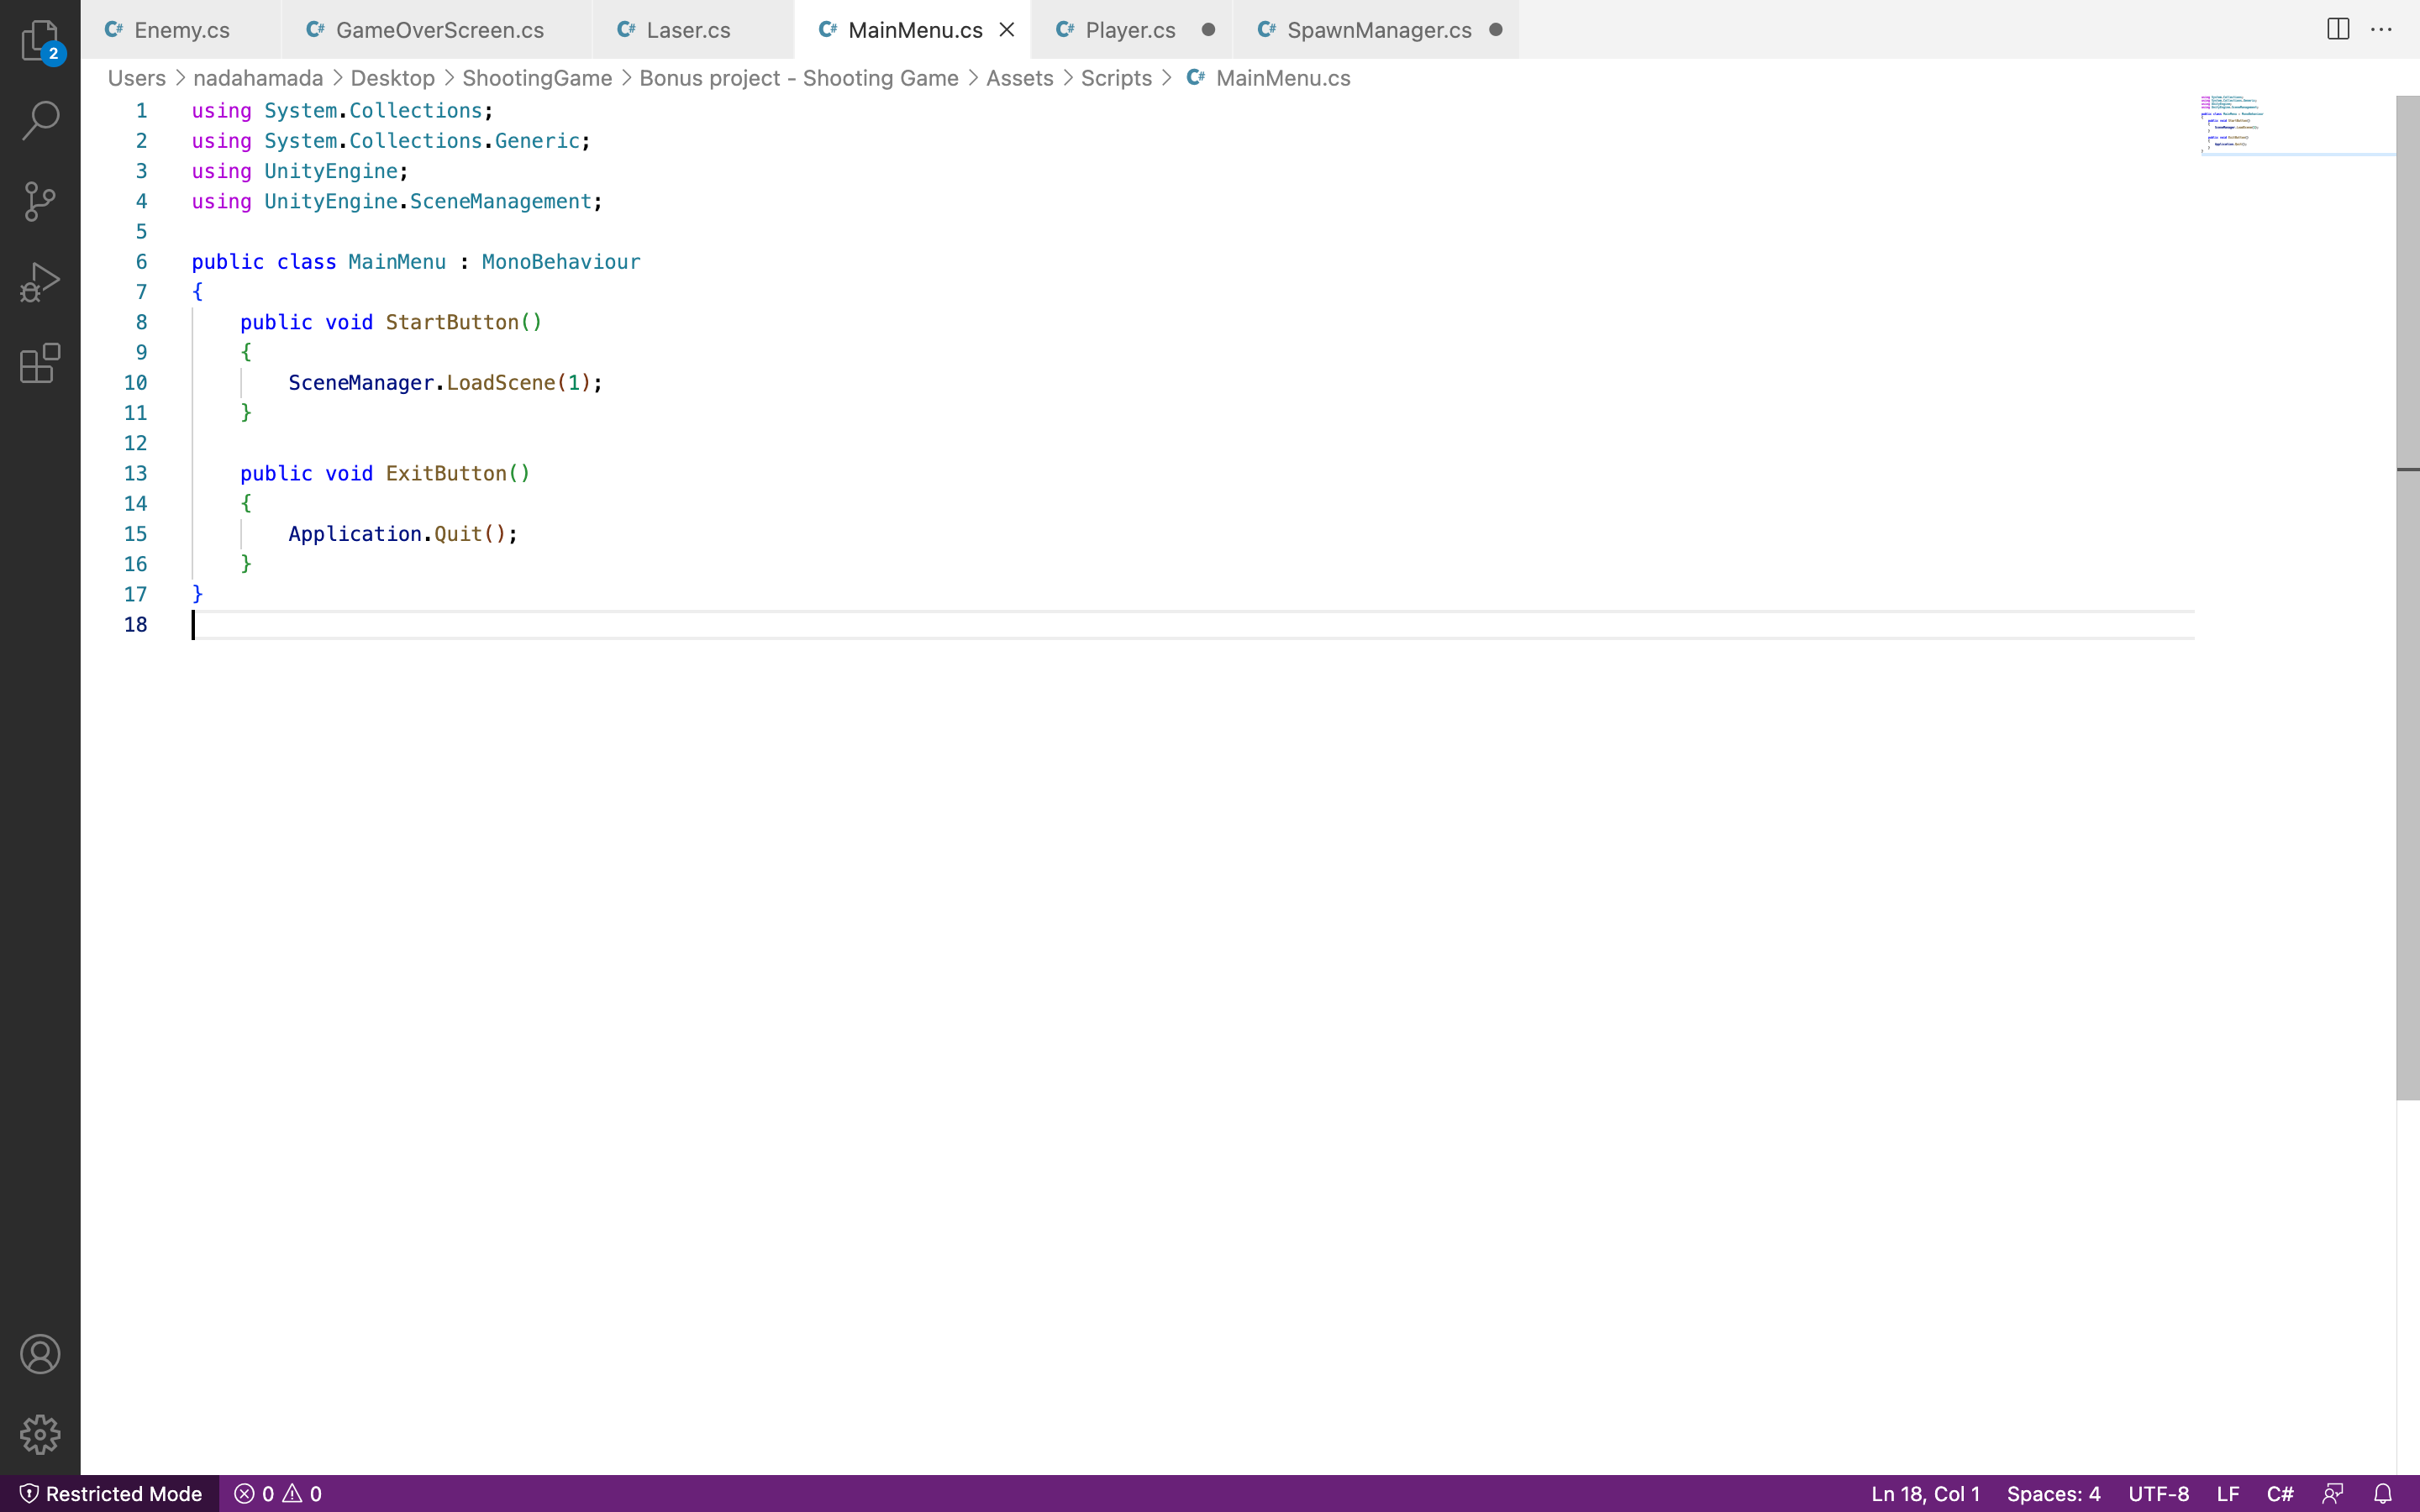 Enemy.cs GameOverScreen.cs Laser.cs MainMenu.cs Player.cs SpawnManager.cs
2
Users > nadahamada > Desktop > ShootingGame > Bonus project - Shooting Game > Assets > Scripts > MainMenu.cs
1 using System.Collections;
2 using System.Collections.Generic;
3 using UnityEngine;
4 using UnityEngine.SceneManagement;
5
6 public class MainMenu : MonoBehaviour
7 {
8     public void StartButton()
9     {
10         SceneManager.LoadScene(1);
11     }
12
13     public void ExitButton()
14     {
15         Application.Quit();
16     }
17 }
18
Restricted Mode 0 0 Ln 18, Col 1 Spaces: 4 UTF-8 LF C#